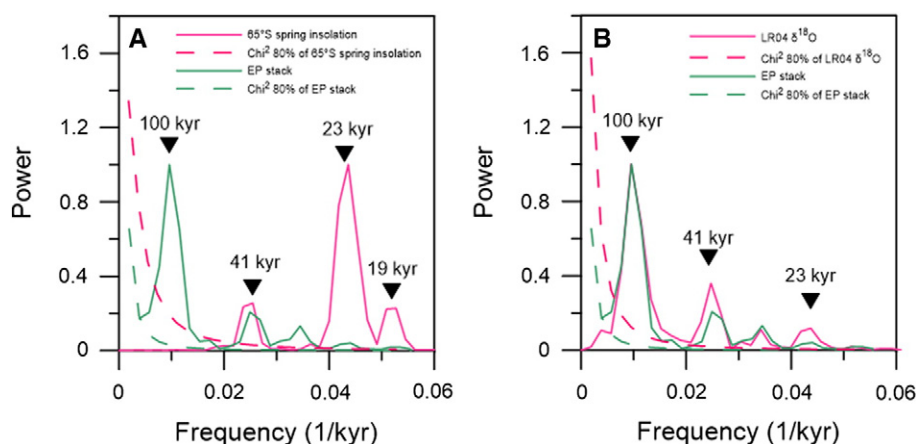 A
65°S spring insolation
Chi² 80% of 65°S spring insolation
EP stack
Chi² 80% of EP stack
100 kyr
41 kyr
23 kyr
19 kyr
Power
1.6
1.2
0.8
0.4
0
0
0.02
0.04
0.06
Frequency (1/kyr)
B
LR04 δ¹⁸O
Chi² 80% of LR04 δ¹⁸O
EP stack
Chi² 80% of EP stack
100 kyr
41 kyr
23 kyr
Power
1.6
1.2
0.8
0.4
0
0
0.02
0.04
0.06
Frequency (1/kyr)